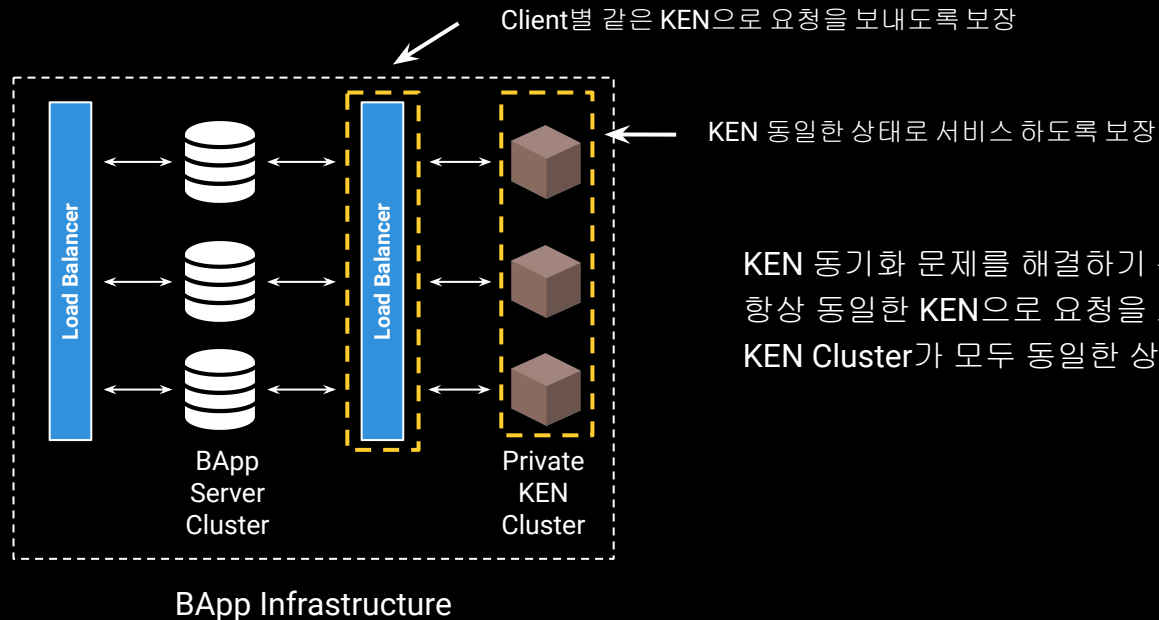 Client별 같은 KEN으로 요청을 보내도록 보장
KEN 동일한 상태로 서비스 하도록 보장
Load Balancer
Load Balancer
KEN 동기화 문제를 해결하기
항상 동일한 KEN으로 요청을
KEN Cluster가 모두 동일한
BApp
Server
Cluster
Private
KEN
Cluster
BApp Infrastructure